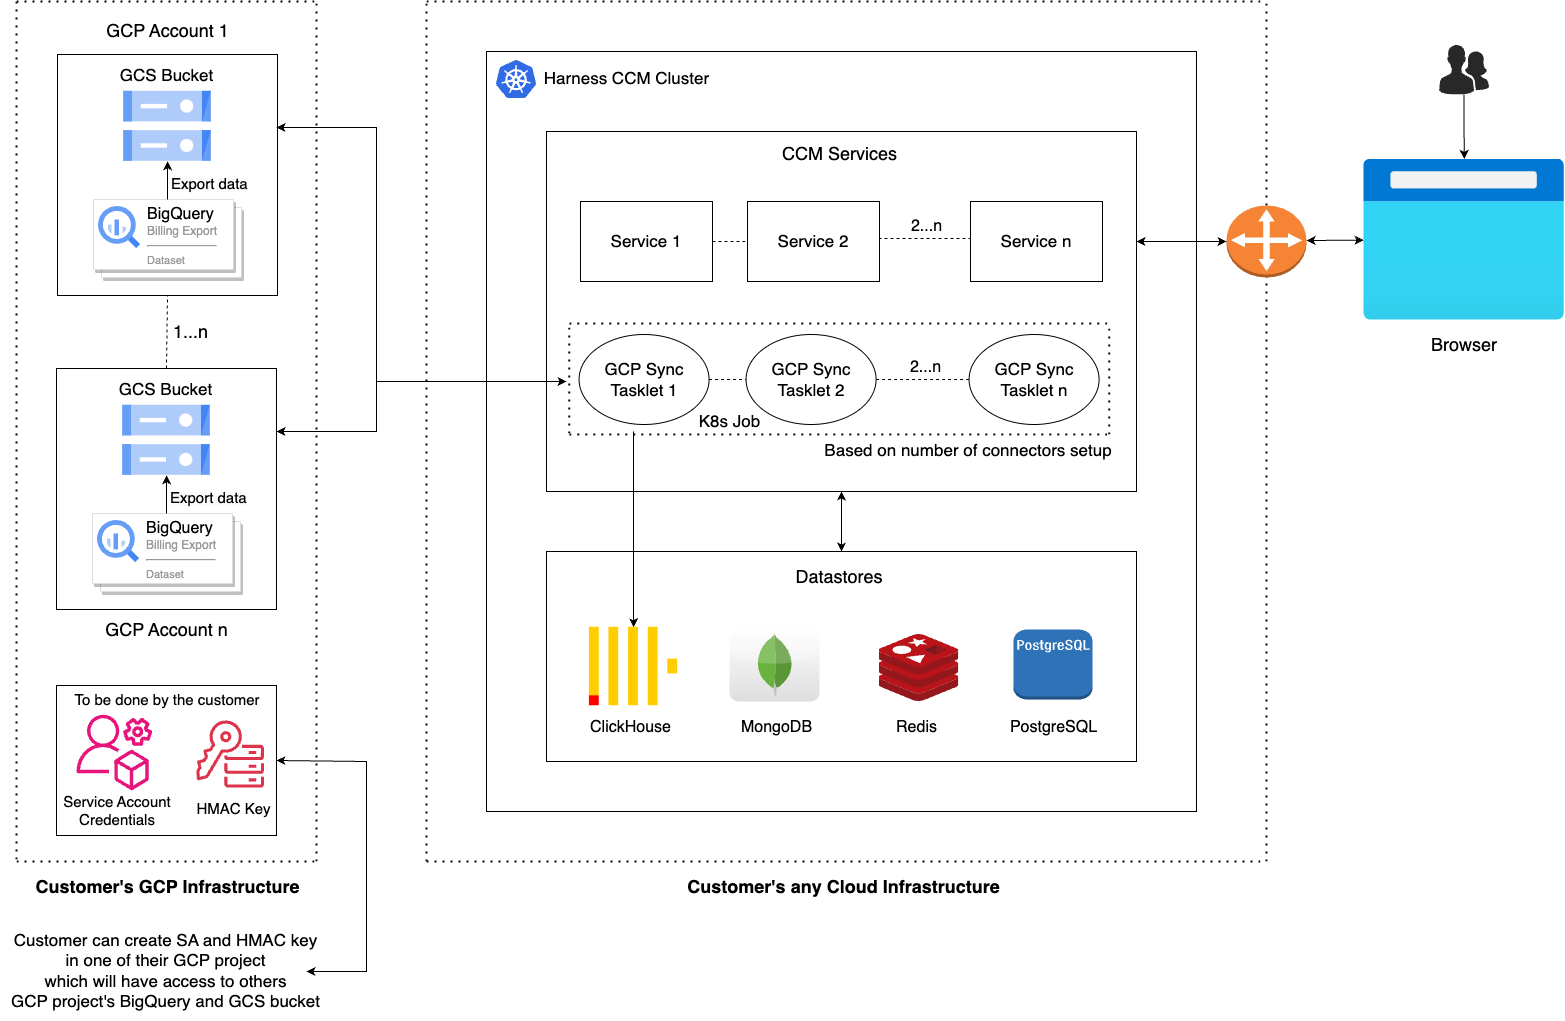 GCP Account 1
GCS Bucket
Export data
BigQuery
Billing Export
Dataset
1...n
GCS Bucket
Export data
BigQuery
Billing Export
Dataset
GCP Account n
To be done by the customer
Service Account
Credentials
HMAC Key
Customer's GCP Infrastructure
Customer can create SA and HMAC key
in one of their GCP project
which will have access to others
GCP project's BigQuery and GCS bucket
Harness CCM Cluster
CCM Services
Service 1
Service 2
2...n
Service n
GCP Sync
Tasklet 1
GCP Sync
Tasklet 2
2...n
GCP Sync
Tasklet n
K8s Job
Based on number of connectors setup
Datastores
PostgreSQL
ClickHouse
MongoDB
Redis
PostgreSQL
Customer's any Cloud Infrastructure
Browser